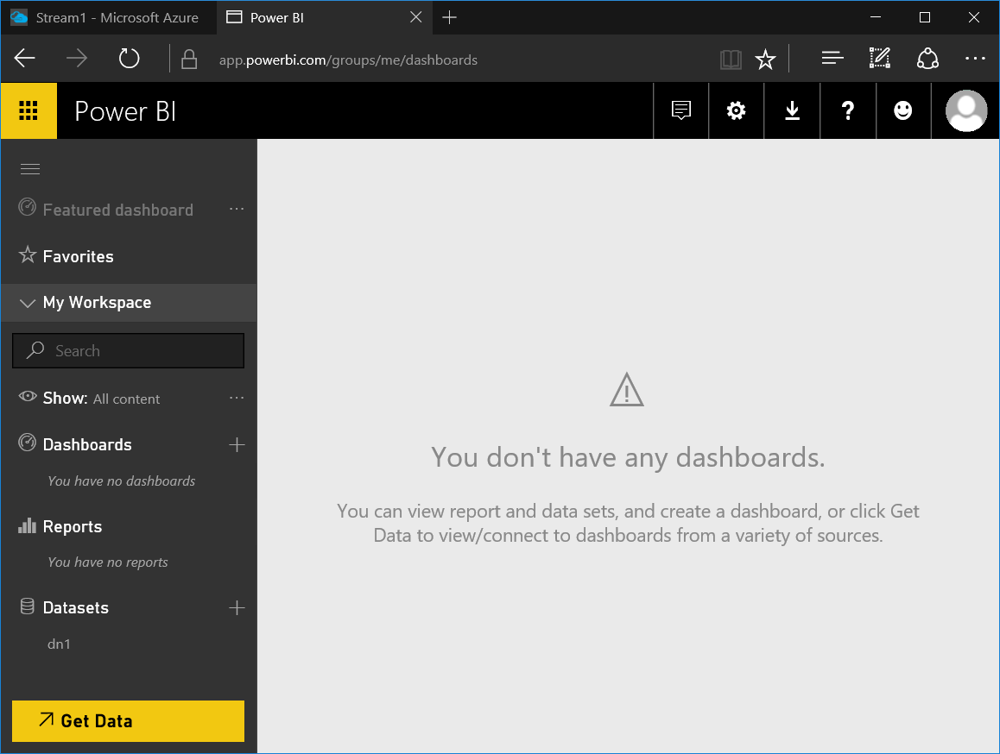 Stream1 - Microsoft Azure
Power BI
app.powerbi.com/groups/me/dashboards
Power BI
?
Featured dashboard ...
Favorites
My Workspace
Search
Show: All content ...
Dashboards +
You have no dashboards
Reports
You have no reports
Datasets +
dn1
Get Data
You don't have any dashboards.
You can view report and data sets, and create a dashboard, or click Get
Data to view/connect to dashboards from a variety of sources.